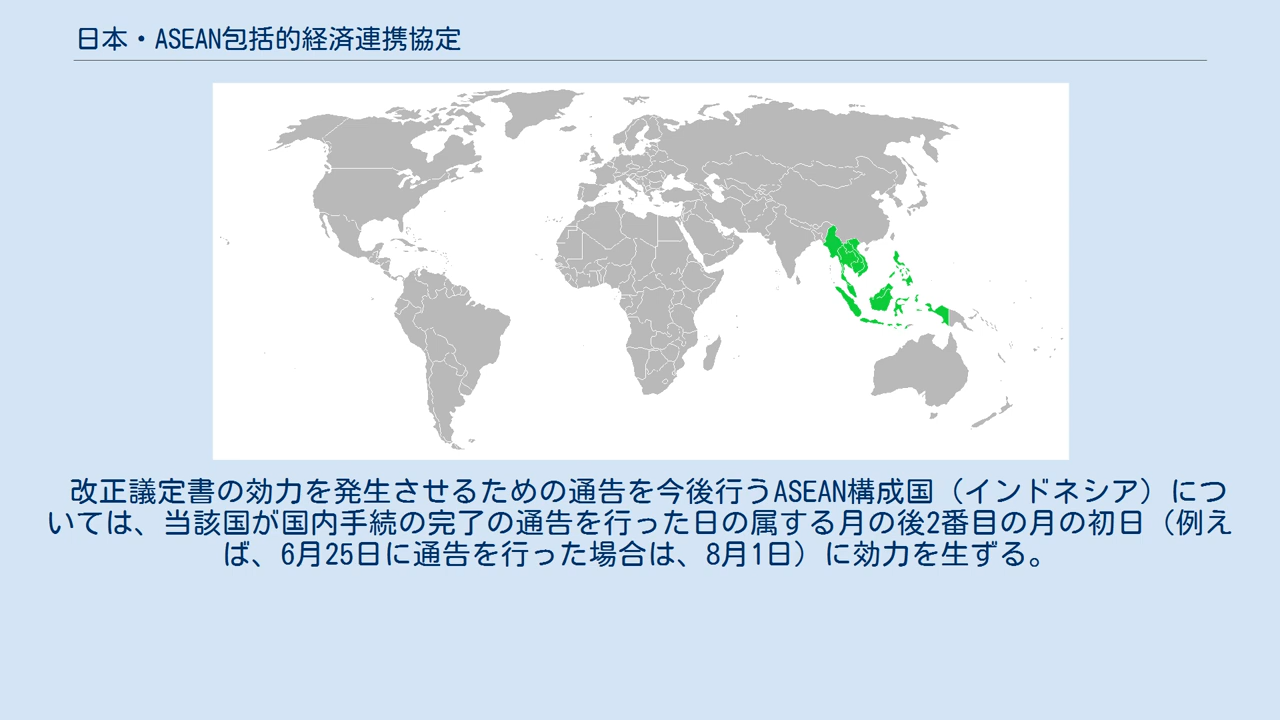 日本・ASEAN包括的経済連携協定
改正議定書の効力を発生させるための通告を今後行うASEAN構成国（インドネシア）につ
いては、当該国が国内手続の完了の通告を行った日の属する月の後2番目の月の初日（例え
ば、6月25日に通告を行った場合は、8月1日）に効力を生ずる。